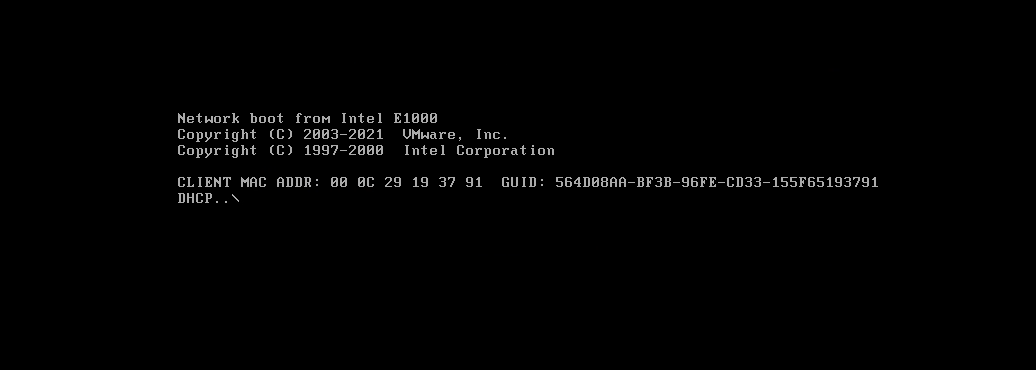 Network boot from Intel E1000
Copyright (C) 2003-2021  VMware, Inc.
Copyright (C) 1997-2000  Intel Corporation
CLIENT MAC ADDR: 00 0C 29 19 37 91  GUID: 564D08AA-BF3B-96FE-CD33-155F65193791
DHCP..\